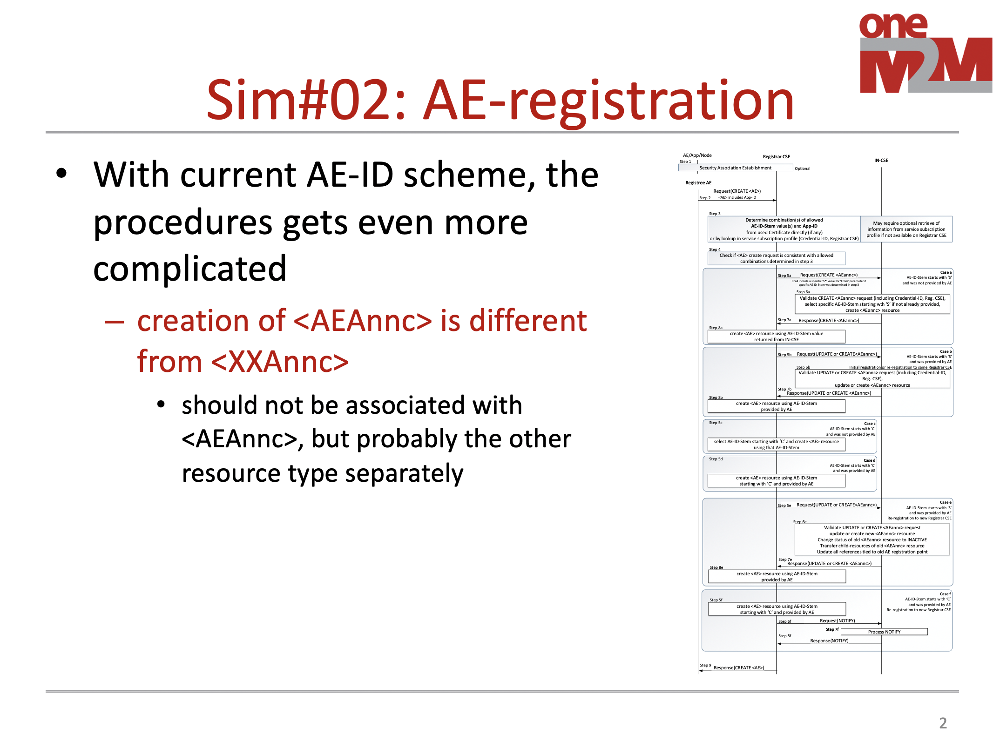 one
M2M
Sim#02: AE-registration
• With current AE-ID scheme, the
procedures gets even more
complicated
– creation of <AEAnnc> is different
from <XXAnnc>
• should not be associated with
<AEAnnc>, but probably the other
resource type separately
AE/App/Node
Registrar CSE
IN-CSE
Step 1
Security Association Establishment
Optional
Registree AE
Request(CREATE <AE>)
Step 2
<AE> includes App-ID
Step 3
Determine combination(s) of allowed
AE-ID-Stem value(s) and App-ID
from used Certificate directly (if any)
or by lookup in service subscription profile (Credential-ID, Registrar CSE)
May require optional retrieve of
information from service subscription
profile if not available on Registrar CSE
Step 4
Check if <AE> create request is consistent with allowed
combinations determined in step 3
Case a
AE-ID-Stem starts with ‘S’
and was not provided by AE
Step 5a
Request(CREATE <AEannc>)
Shall include a specific ‘S*’ value for ‘From’ parameter if
specific AE-ID-Stem was determined in step 3
Step 6a
Validate CREATE <AEannc> request (including Credential-ID, Reg. CSE),
select specific AE-ID-Stem starting wth ‘S’ if not already provided,
create <AEannc> resource
Step 7a
Response(CREATE <AEannc>)
Step 8a
create <AE> resource using AE-ID-Stem value
returned from IN-CSE
Case b
AE-ID-Stem starts with ‘S’
and was provided by AE
Initial registration or re-registration to same Registrar CSE
Step 5b
Request(UPDATE or CREATE<AEannc>)
Step 6b
Validate UPDATE or CREATE <AEannc> request (including Credential-ID,
Reg. CSE),
update or create <AEannc> resource
Step 7b
Response(UPDATE or CREATE <AEannc>)
Step 8b
create <AE> resource using AE-ID-Stem
provided by AE
Step 5c
Case c
AE-ID-Stem starts with ‘C’
and was not provided by AE
select AE-ID-Stem starting with ‘C’ and create <AE> resource
using that AE-ID-Stem
Step 5d
Case d
AE-ID-Stem starts with ‘C’
and was provided by AE
create <AE> resource using AE-ID-Stem
starting with ‘C’ and provided by AE
Case e
AE-ID-Stem starts with ‘S’
and was provided by AE
Re-registration to new Registrar CSE
Step 5e
Request(UPDATE or CREATE<AEannc>)
Step 6e
Validate UPDATE or CREATE <AEannc> request
update or create new <AEannc> resource
Change status of old <AEannc> resource to INACTIVE
Transfer child-resources of old <AEAnnc> resource
Update all references tied to old AE registration point
Step 7e
Response(UPDATE or CREATE <AEannc>)
Step 8e
create <AE> resource using AE-ID-Stem
provided by AE
Case f
AE-ID-Stem starts with ‘C’
and was provided by AE
Re-registration to new Registrar CSE
Step 5f
create <AE> resource using AE-ID-Stem
starting with ‘C’ and provided by AE
Step 6f
Request(NOTIFY)
Step 7f
Process NOTIFY
Step 8f
Response(NOTIFY)
Step 9
Response(CREATE <AE>)
2